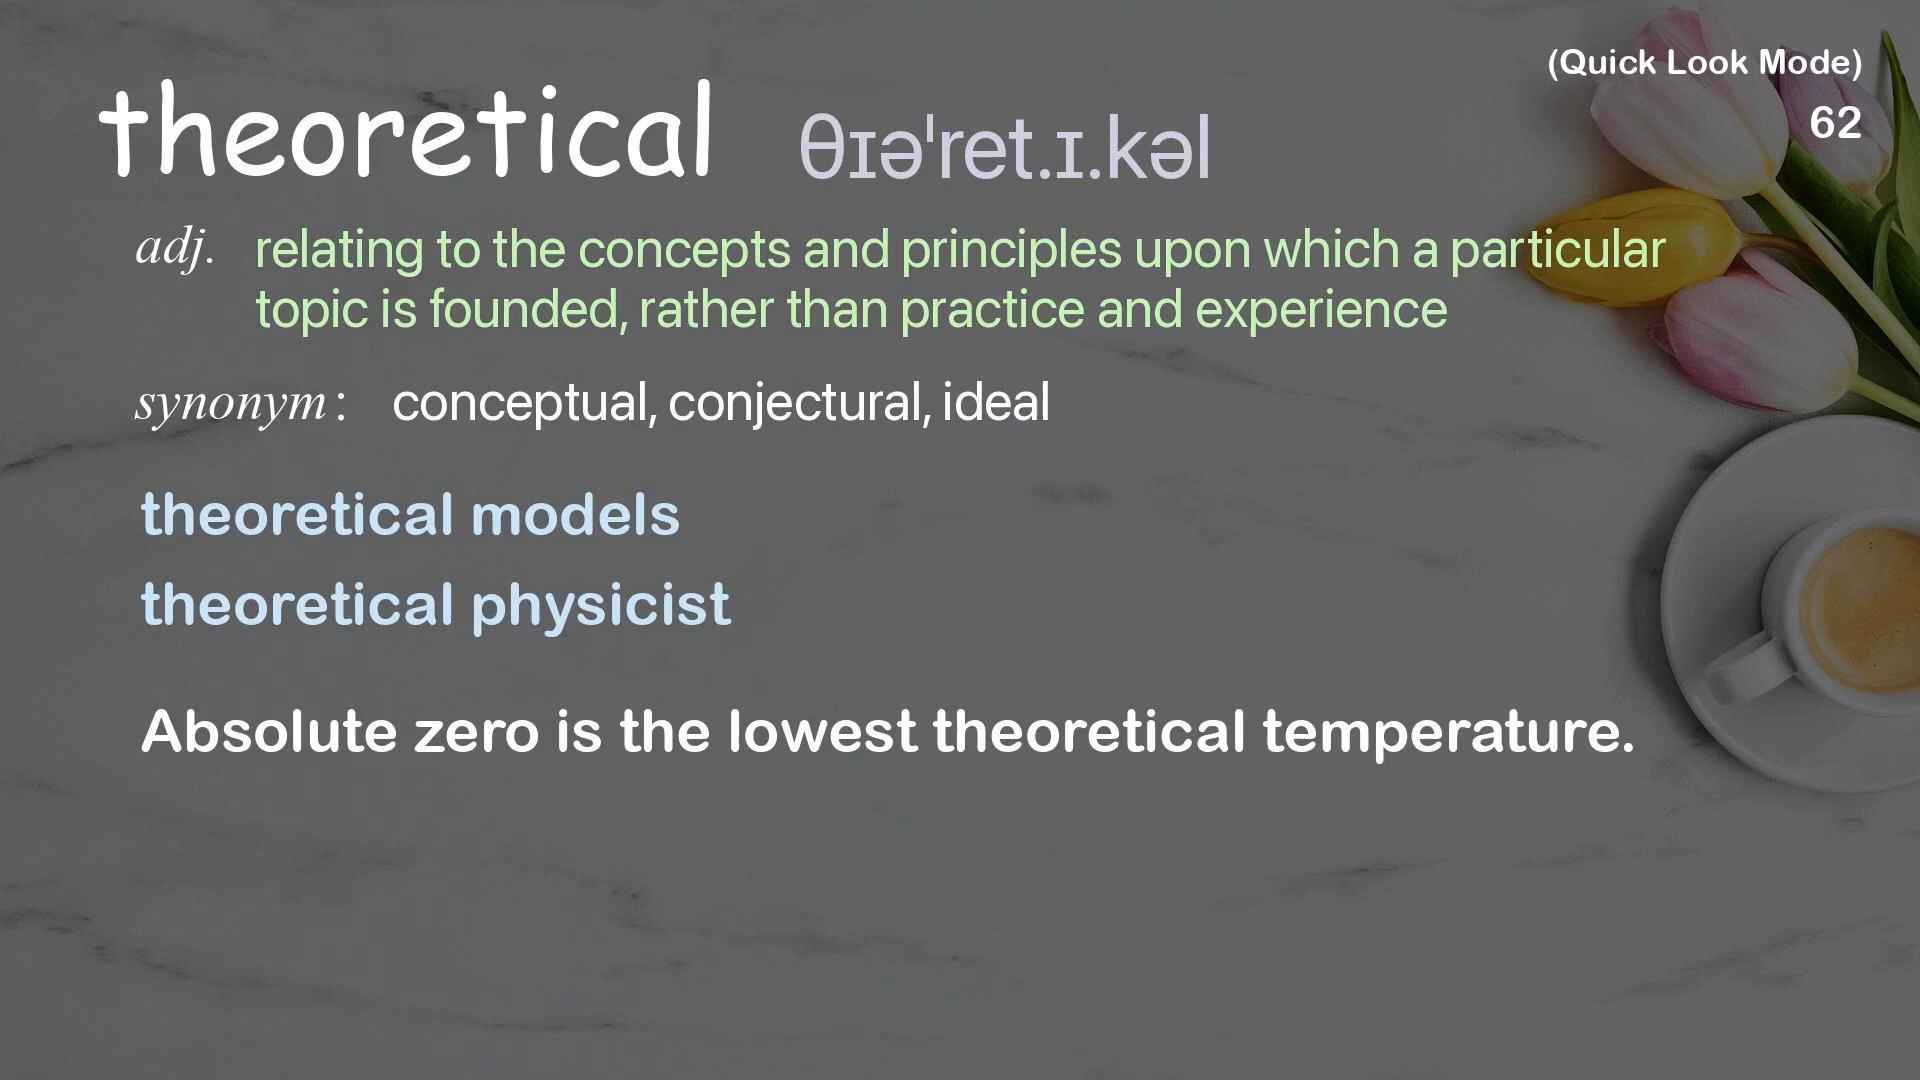 (Quick Look Mode)
62
theoretical θɪəˈret.ɪ.kəl
adj. relating to the concepts and principles upon which a particular
topic is founded, rather than practice and experience
synonym : conceptual, conjectural, ideal
theoretical models
theoretical physicist
Absolute zero is the lowest theoretical temperature.